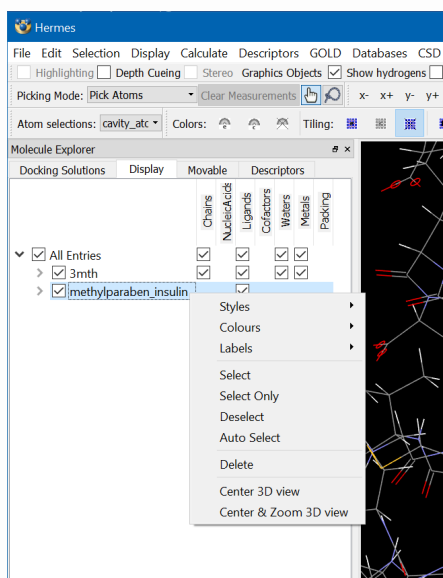 Hermes
File Edit Selection Display Calculate Descriptors GOLD Databases CSD
Highlighting Depth Cueing Stereo Graphics Objects Show hydrogens
Picking Mode: Pick Atoms Clear Measurements x- x+ y- y+
Atom selections: cavity_atc Colors: Tiling:
Molecule Explorer
Docking Solutions Display Movable Descriptors
Chains NucleicAcids Ligands Cofactors Waters Metals Packing
All Entries
3mth
methylparaben_insulin
Styles
Colours
Labels
Select
Select Only
Deselect
Auto Select
Delete
Center 3D view
Center & Zoom 3D view